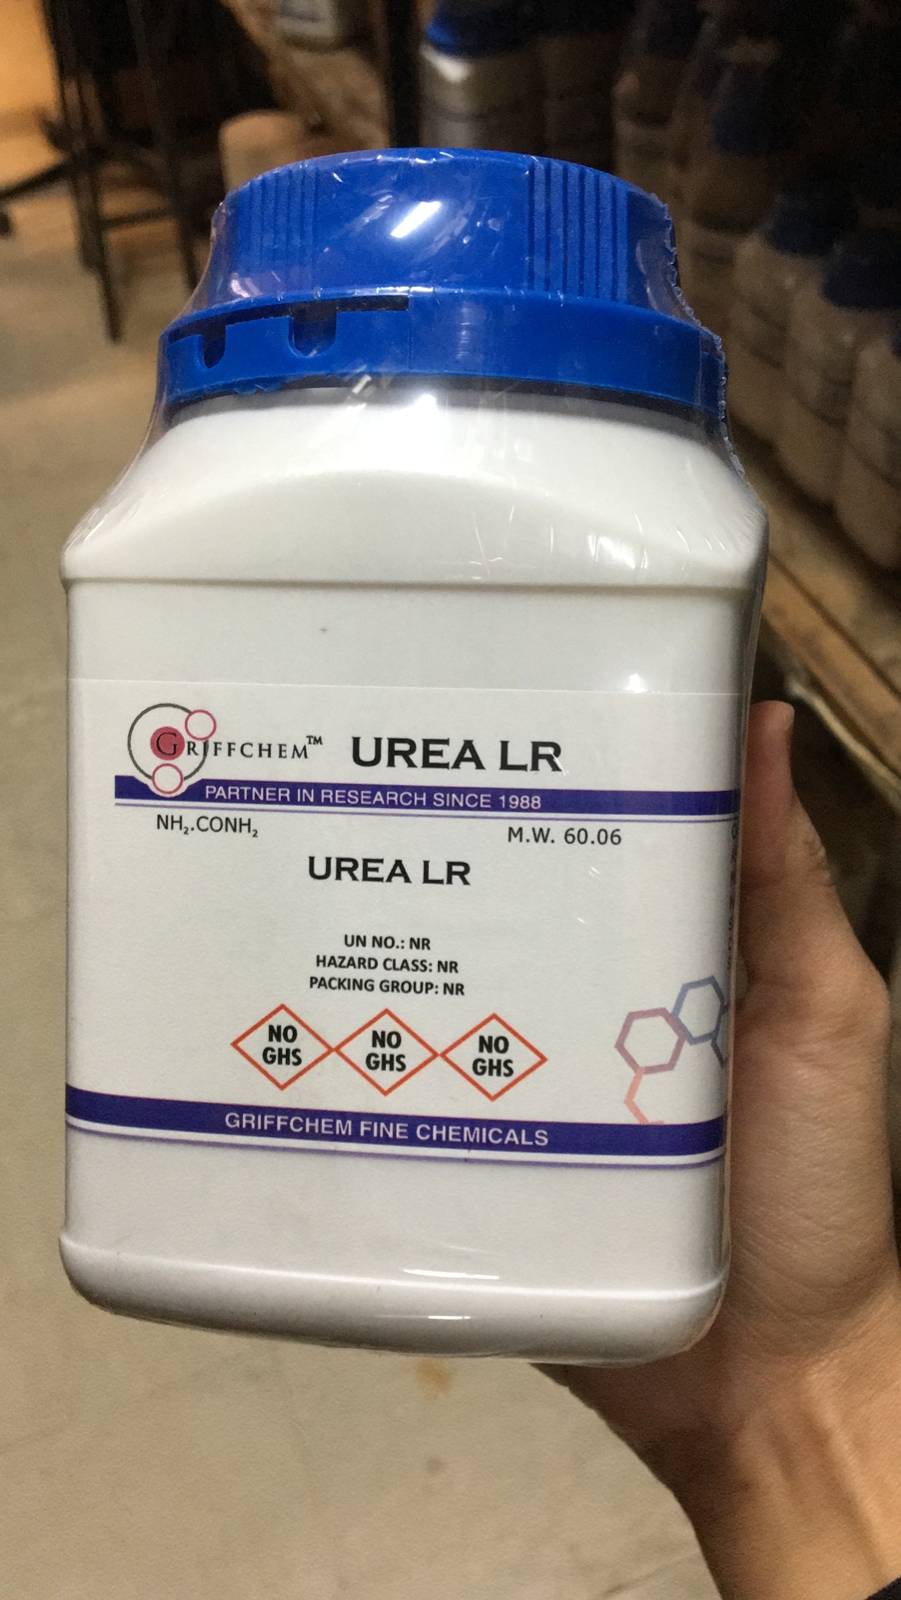 GRIFFCHEM™ UREA LR
PARTNER IN RESEARCH SINCE 1988
NH₂.CONH₂ M.W. 60.06
UREA LR
UN NO.: NR
HAZARD CLASS: NR
PACKING GROUP: NR
NO GHS
NO GHS
NO GHS
GRIFFCHEM FINE CHEMICALS